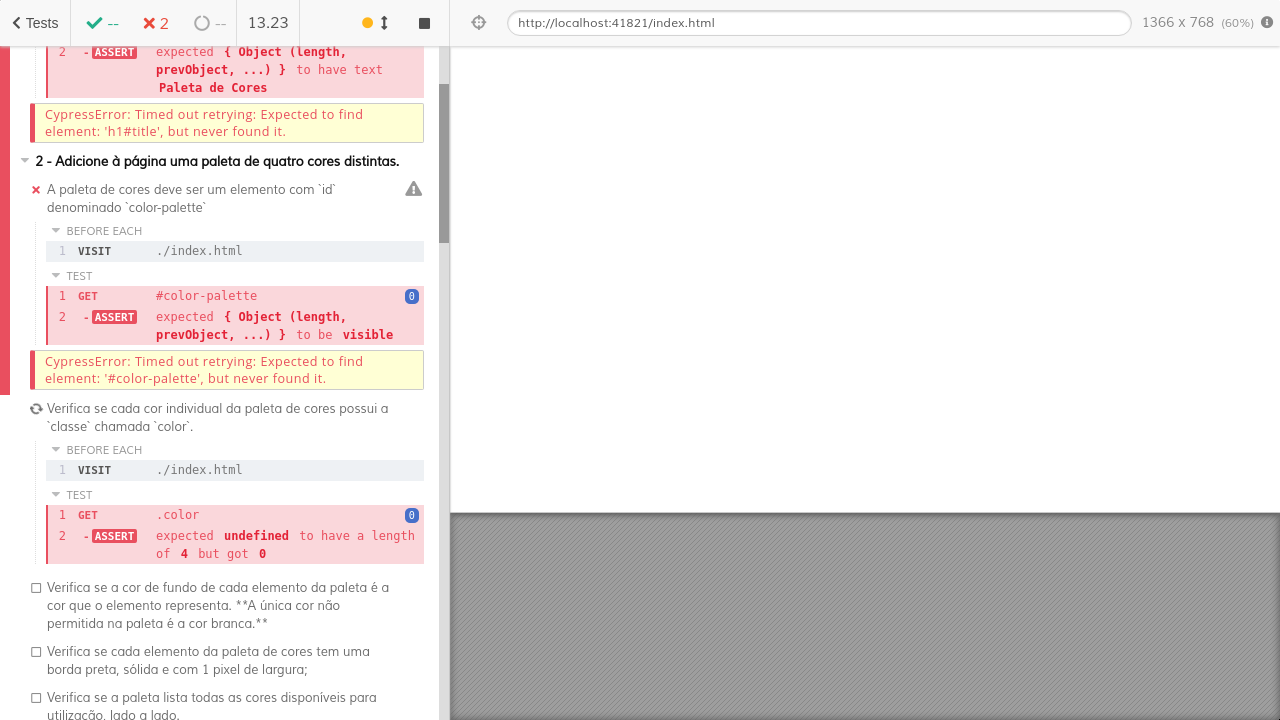 Tests
--
2
--
13.23
http://localhost:41821/index.html
1366 x 768 (60%)
2 - ASSERT expected { Object (length,
prevObject, ...) } to have text
Paleta de Cores
CypressError: Timed out retrying: Expected to find
element: 'h1#title', but never found it.
2 - Adicione à página uma paleta de quatro cores distintas.
A paleta de cores deve ser um elemento com `id`
denominado `color-palette`
BEFORE EACH
1 VISIT ./index.html
TEST
1 GET #color-palette 0
2 - ASSERT expected { Object (length,
prevObject, ...) } to be visible
CypressError: Timed out retrying: Expected to find
element: '#color-palette', but never found it.
Verifica se cada cor individual da paleta de cores possui a
`classe` chamada `color`.
BEFORE EACH
1 VISIT ./index.html
TEST
1 GET .color 0
2 - ASSERT expected undefined to have a length
of 4 but got 0
Verifica se a cor de fundo de cada elemento da paleta é a
cor que o elemento representa. **A única cor não
permitida na paleta é a cor branca.**
Verifica se cada elemento da paleta de cores tem uma
borda preta, sólida e com 1 pixel de largura;
Verifica se a paleta lista todas as cores disponíveis para
utilização, lado a lado.